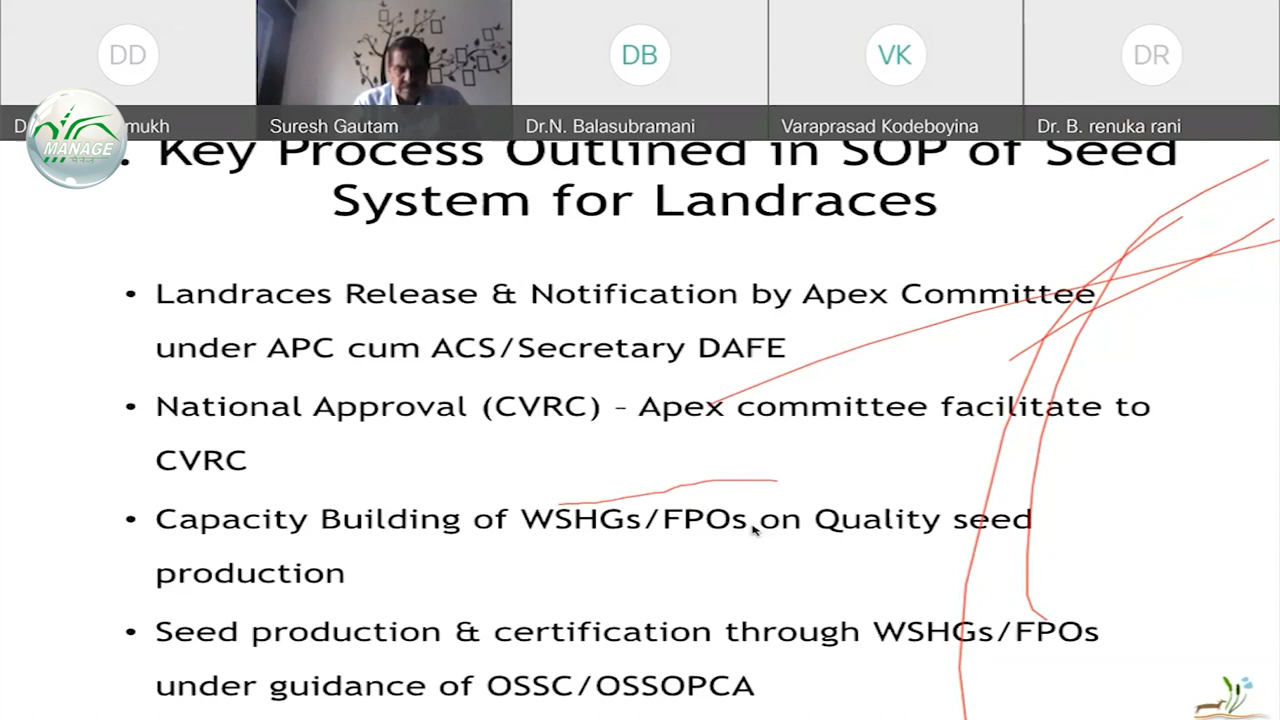 DD
DB
VK
DR
D mukh
Suresh Gautam
Dr.N. Balasubramani
Varaprasad Kodeboyina
Dr. B. renuka rani
MANAGE
. Key Process Outlined in SOP of Seed
System for Landraces
• Landraces Release & Notification by Apex Committee
under APC cum ACS/Secretary DAFE
• National Approval (CVRC) – Apex committee facilitate to
CVRC
• Capacity Building of WSHGs/FPOs on Quality seed
production
• Seed production & certification through WSHGs/FPOs
under guidance of OSSC/OSSOPCA